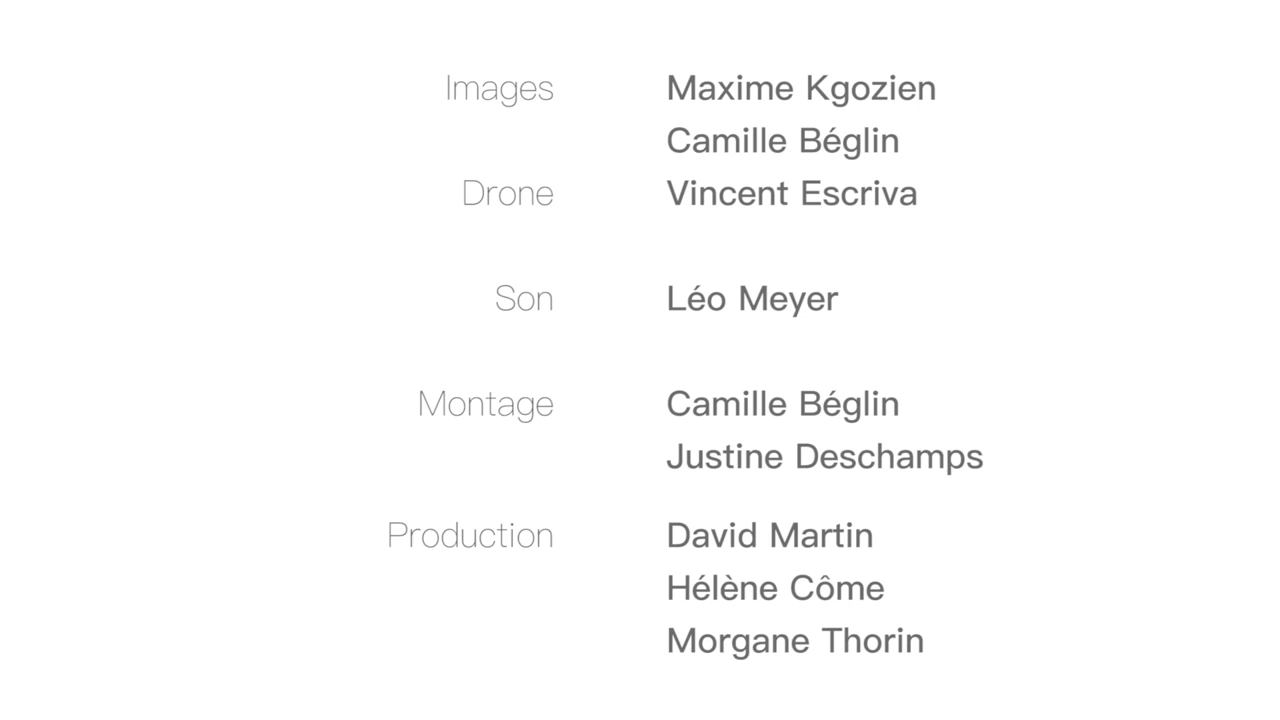 Images Maxime Kgozien
Camille Béglin
Drone Vincent Escriva
Son Léo Meyer
Montage Camille Béglin
Justine Deschamps
Production David Martin
Hélène Côme
Morgane Thorin